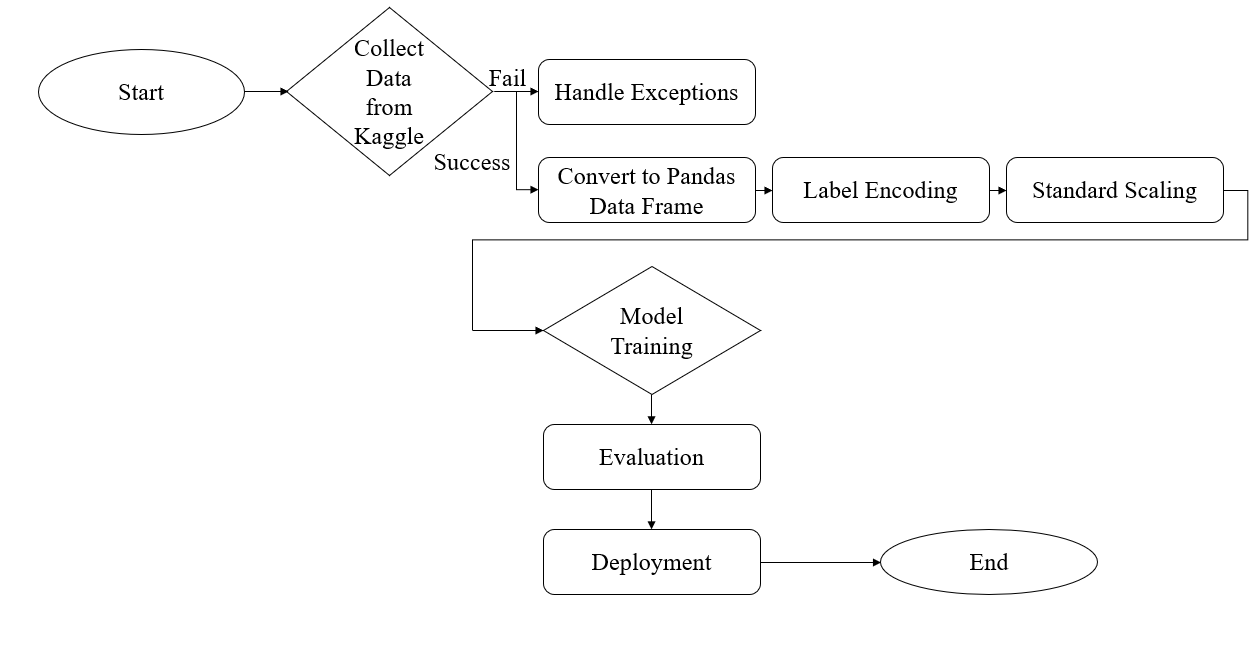 Start
Collect
Data
from
Kaggle
Fail
Handle Exceptions
Success
Convert to Pandas
Data Frame
Label Encoding
Standard Scaling
Model
Training
Evaluation
Deployment
End